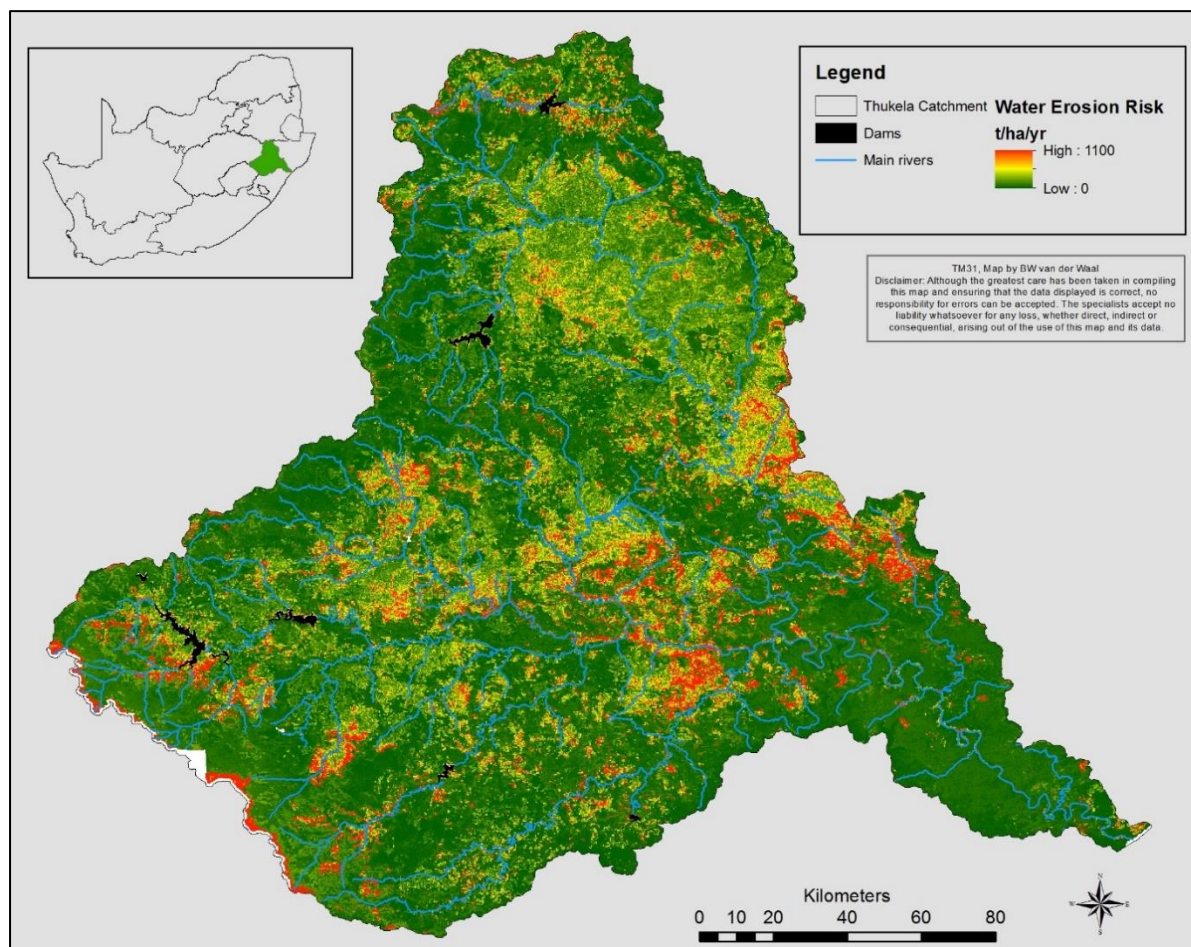 Legend
Thukela Catchment
Dams
Main rivers
Water Erosion Risk
t/ha/yr
High : 1100
Low : 0
TM31, Map by BW van der Waal
Disclaimer: Although the greatest care has been taken in compiling
this map and ensuring that the data displayed is correct, no
responsibility for errors can be accepted. The specialists accept no
liability whatsoever for any loss, whether direct, indirect or
consequential, arising out of the use of this map and its data.
Kilometers
0 10 20 40 60 80
N
W E
S